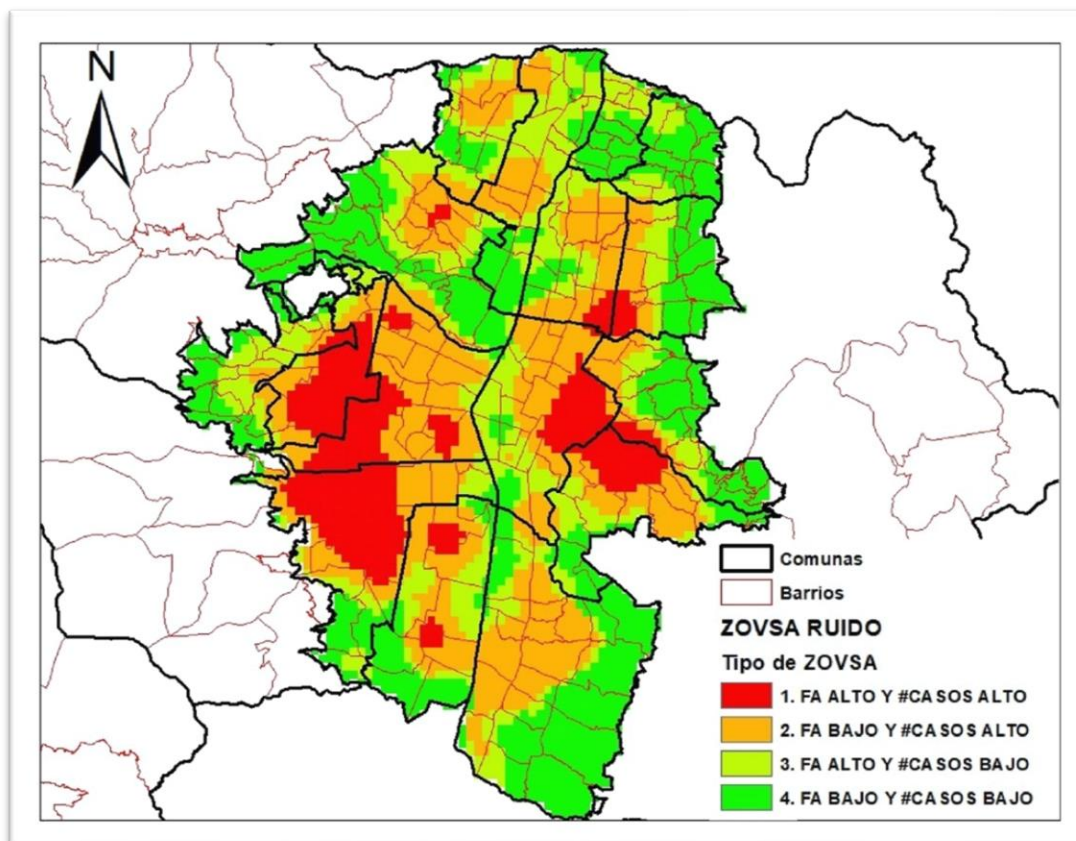 N
Comunas
Barrios
ZOVSA RUIDO
Tipo de ZOVSA
1. FA ALTO Y #CASOS ALTO
2. FA BAJO Y #CASOS ALTO
3. FA ALTO Y #CASOS BAJO
4. FA BAJO Y #CASOS BAJO